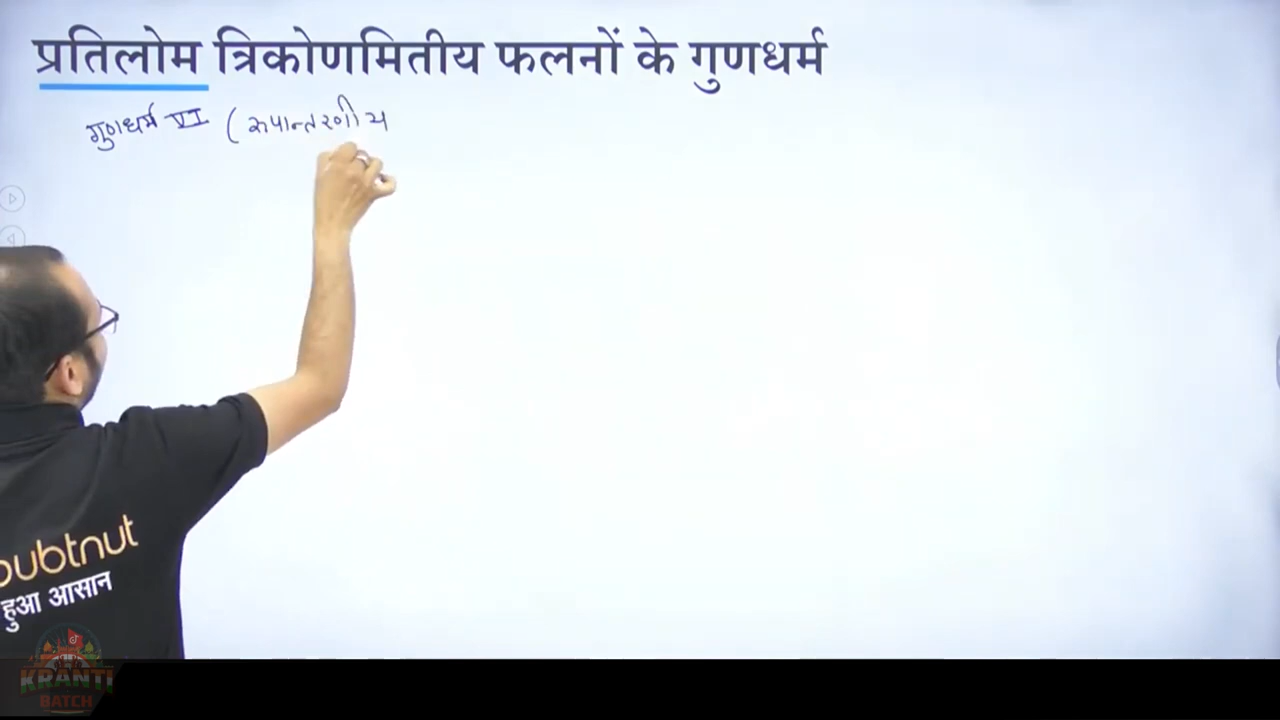 प्रतिलोम त्रिकोणमितीय फलनों के गुणधर्म
गुणधर्म VI (रूपान्तरणीय
oubtnut
हुआ आसान
KRANTI
BATCH